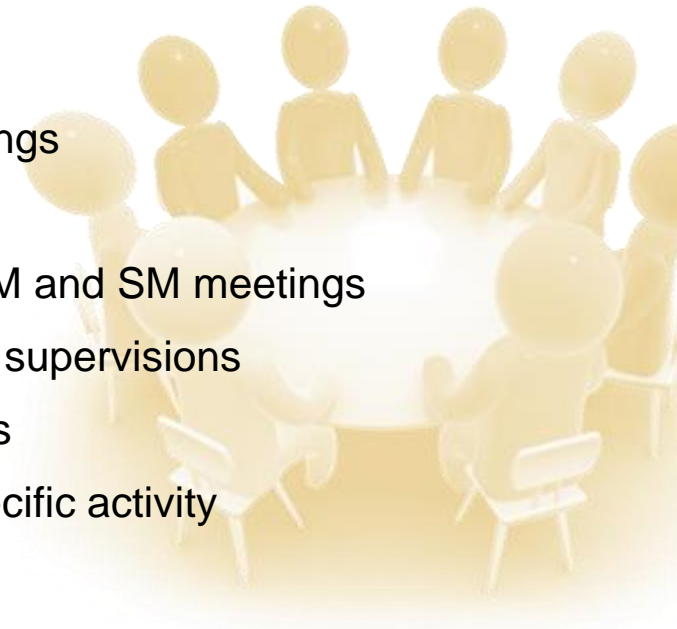 ngs
M and SM meetings
supervisions
s
cific activity